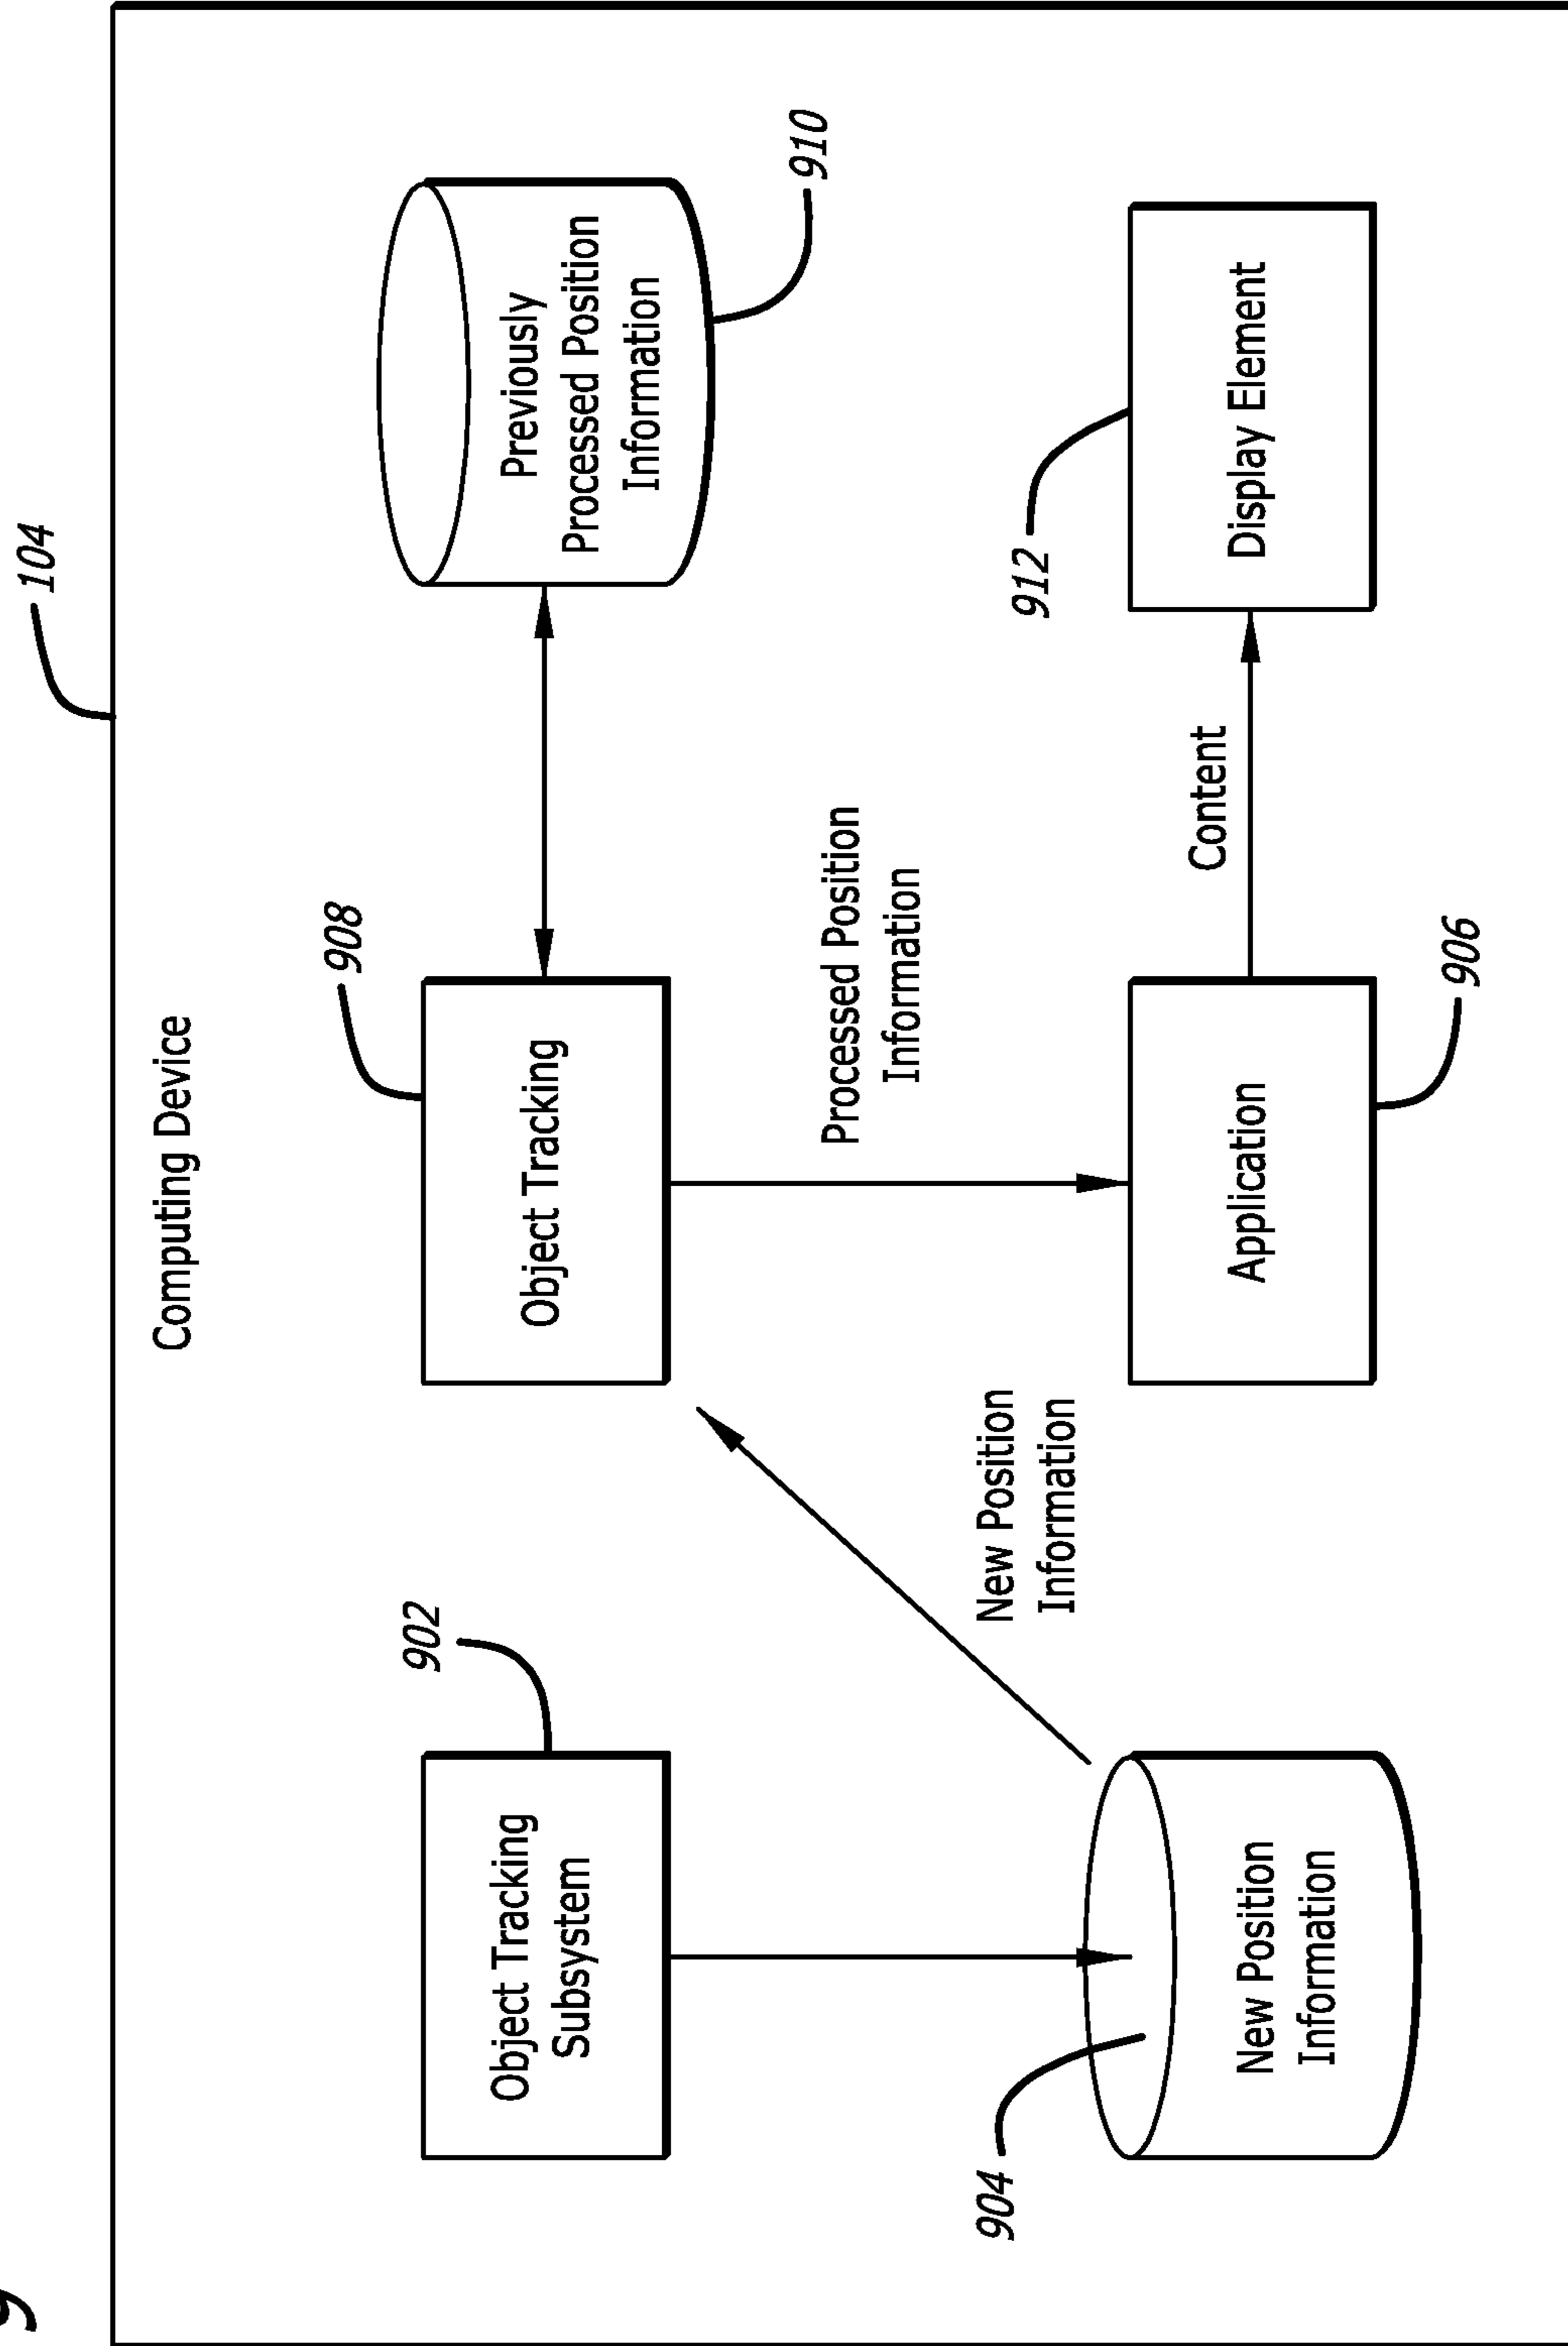 104
Computing Device
908
902
Object Tracking
Subsystem
Object Tracking
Previously
Processed Position
Information
910
Processed Position
Information
New Position
Information
904
912
Content
New Position
Information
Application
Display Element
906